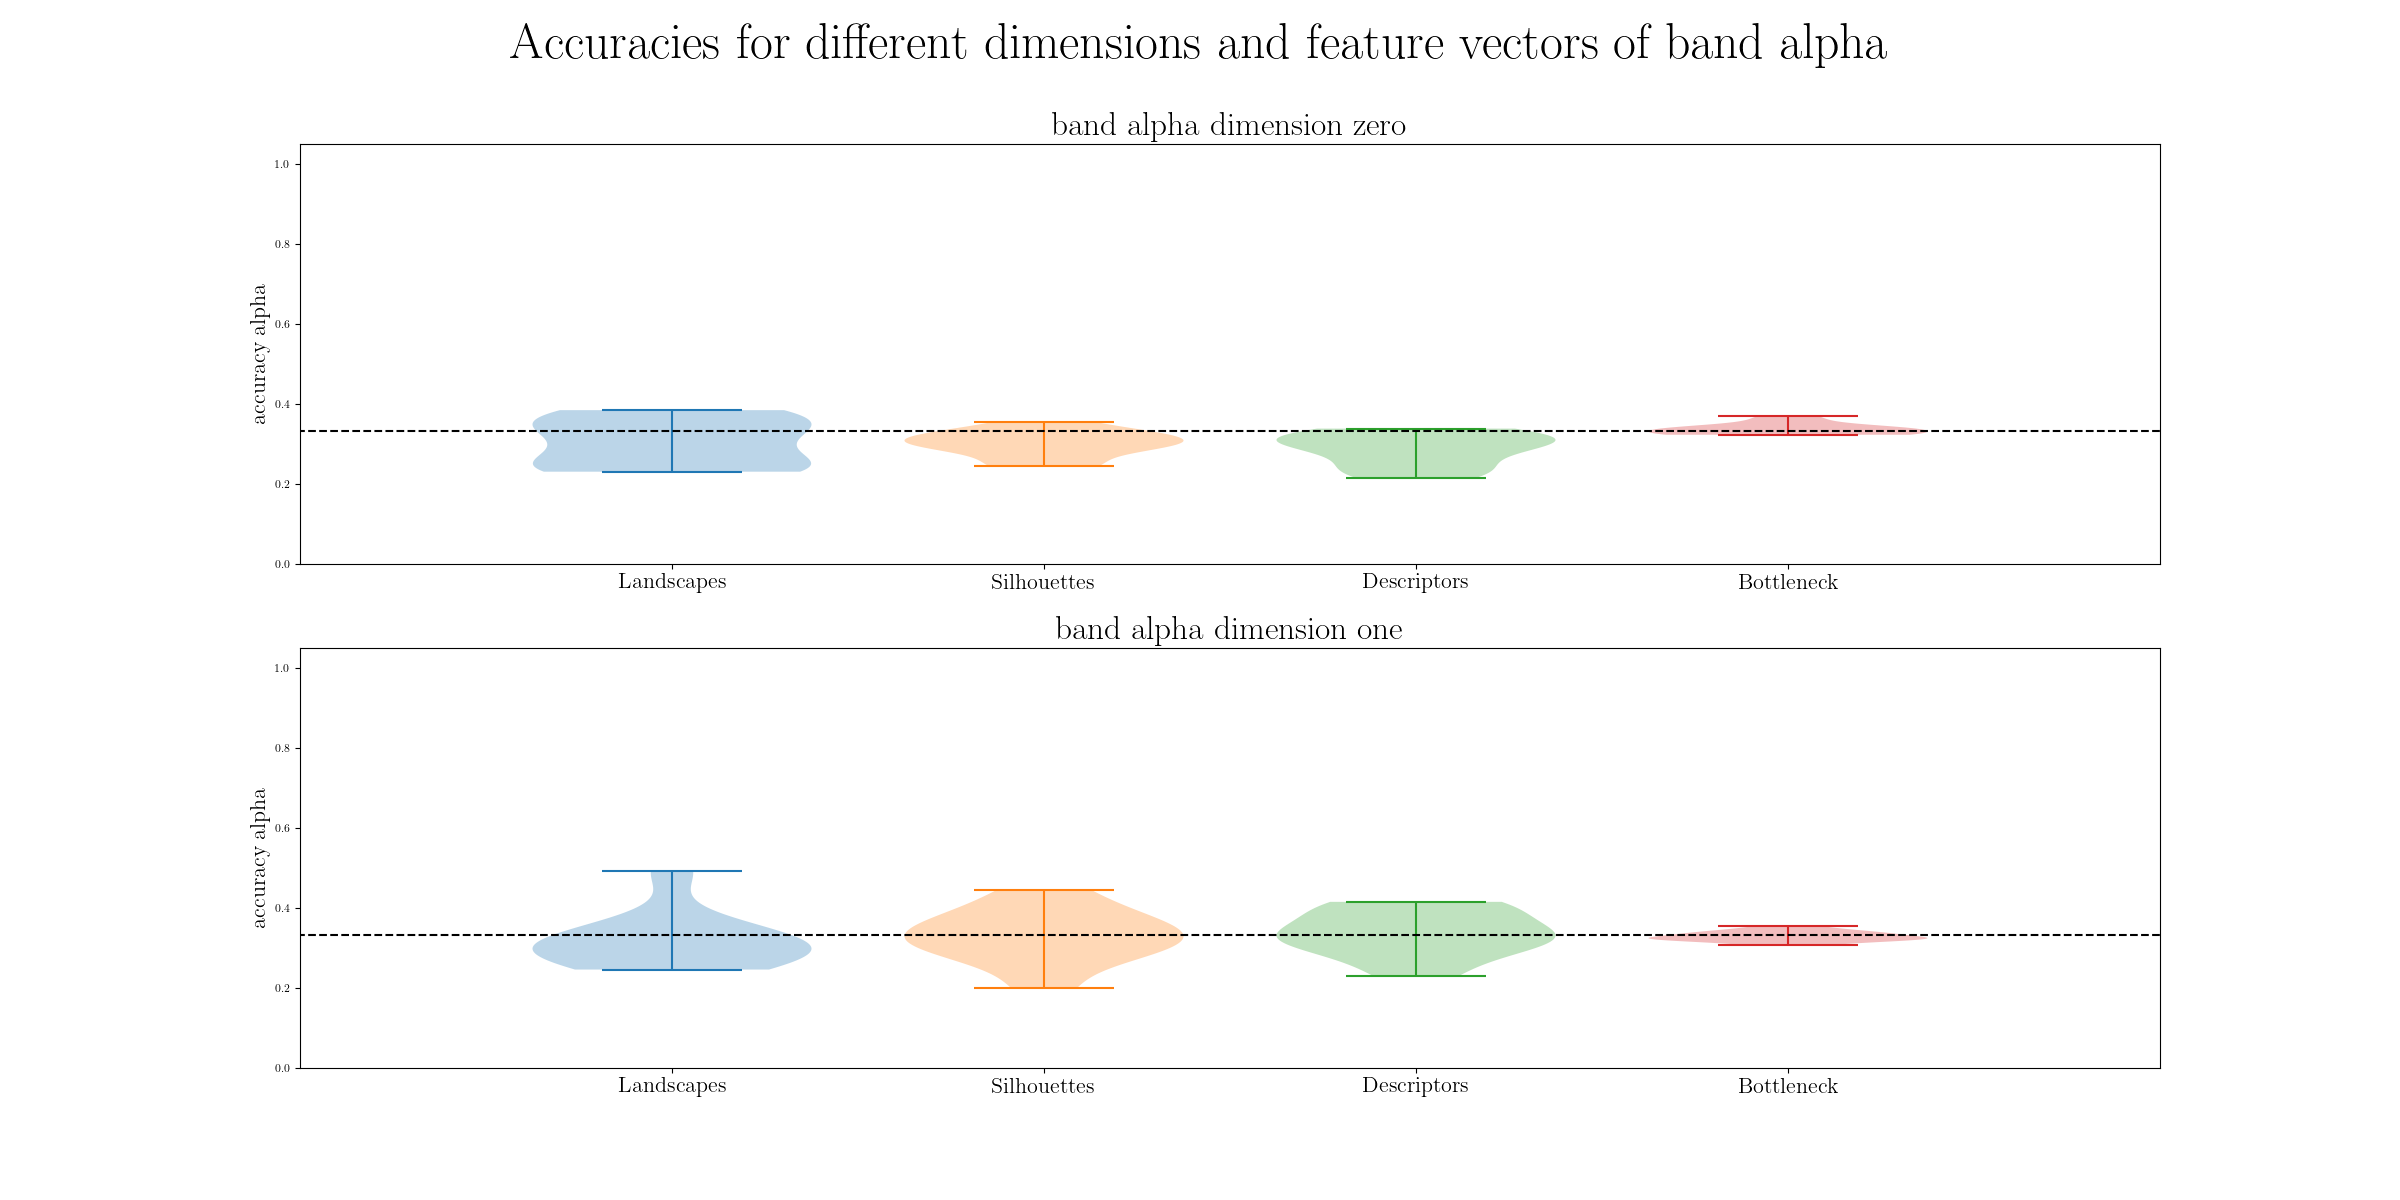 Accuracies for different dimensions and feature vectors of band alpha
band alpha dimension zero
1.0
0.8
0.6
0.4
0.2
0.0
accuracy alpha
Landscapes Silhouettes Descriptors Bottleneck
band alpha dimension one
1.0
0.8
0.6
0.4
0.2
0.0
accuracy alpha
Landscapes Silhouettes Descriptors Bottleneck